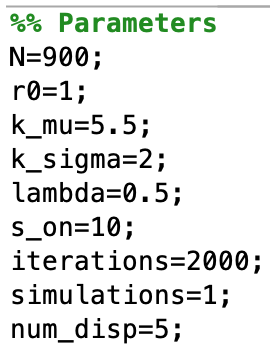 %% Parameters
N=900;
r0=1;
k_mu=5.5;
k_sigma=2;
lambda=0.5;
s_on=10;
iterations=2000;
simulations=1;
num_disp=5;